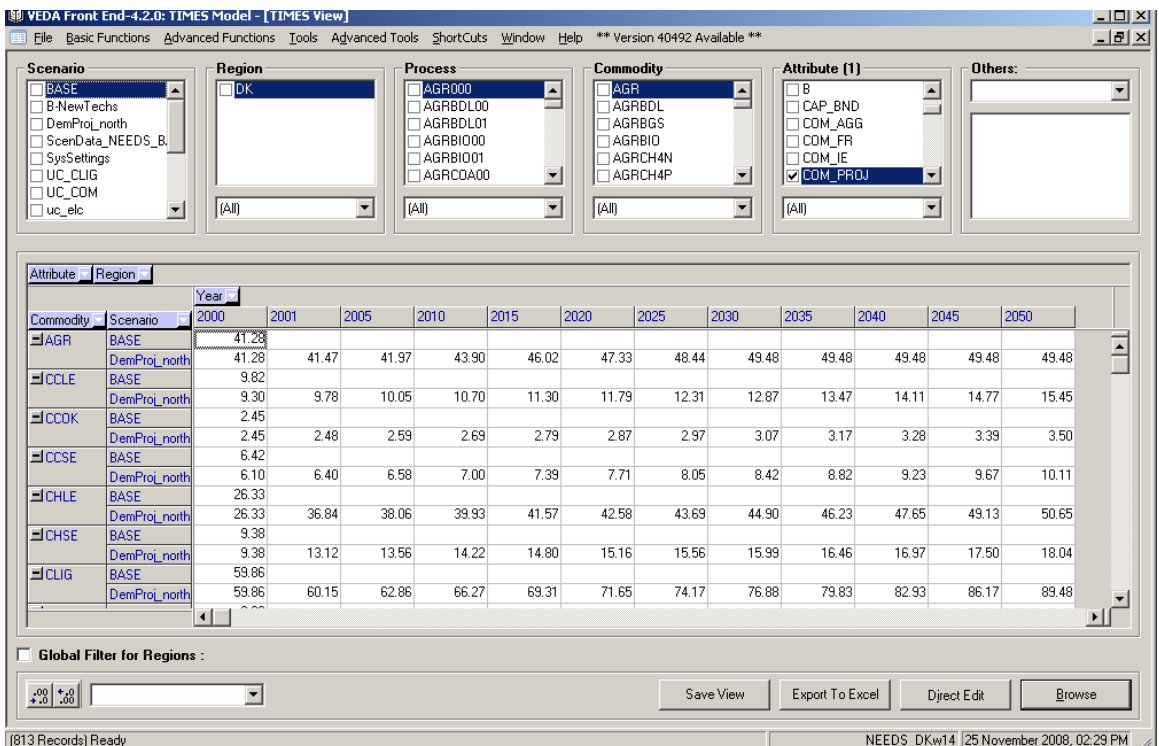 VEDA Front End-4.2.0: TIMES Model - [TIMES View]
File Basic Functions Advanced Functions Tools Advanced Tools ShortCuts Window Help ** Version 40492 Available **
Scenario Region Process Commodity Attribute (1) Others:
BASE DK AGR000 AGR B
B-NewTechs AGRBDL00 AGRBDL CAP_BND
DemProj_north AGRBDL01 AGRBGS COM_AGG
ScenData_NEEDS_B. AGRBIO00 AGRBIO COM_FR
SysSettings AGRBIO01 AGRCH4N COM_IE
UC_CLIG AGRCOA00 AGRCH4P COM_PROJ
UC_COM
uc_elc (All) (All) (All) (All)
Attribute Region
Year
Commodity Scenario 2000 2001 2005 2010 2015 2020 2025 2030 2035 2040 2045 2050
AGR BASE 41.28
DemProj_north 41.28 41.47 41.97 43.90 46.02 47.33 48.44 49.48 49.48 49.48 49.48 49.48
CCLE BASE 9.82
DemProj_north 9.30 9.78 10.05 10.70 11.30 11.79 12.31 12.87 13.47 14.11 14.77 15.45
CCOK BASE 2.45
DemProj_north 2.45 2.48 2.59 2.69 2.79 2.87 2.97 3.07 3.17 3.28 3.39 3.50
CCSE BASE 6.42
DemProj_north 6.10 6.40 6.58 7.00 7.39 7.71 8.05 8.42 8.82 9.23 9.67 10.11
CHLE BASE 26.33
DemProj_north 26.33 36.84 38.06 39.93 41.57 42.58 43.69 44.90 46.23 47.65 49.13 50.65
CHSE BASE 9.38
DemProj_north 9.38 13.12 13.56 14.22 14.80 15.16 15.56 15.99 16.46 16.97 17.50 18.04
CLIG BASE 59.86
DemProj_north 59.86 60.15 62.86 66.27 69.31 71.65 74.17 76.88 79.83 82.93 86.17 89.48
Global Filter for Regions :
.00 .0 .0 .00 Save View Export To Excel Direct Edit Browse
(813 Records) Ready NEEDS_DKw14 25 November 2008, 02:29 PM